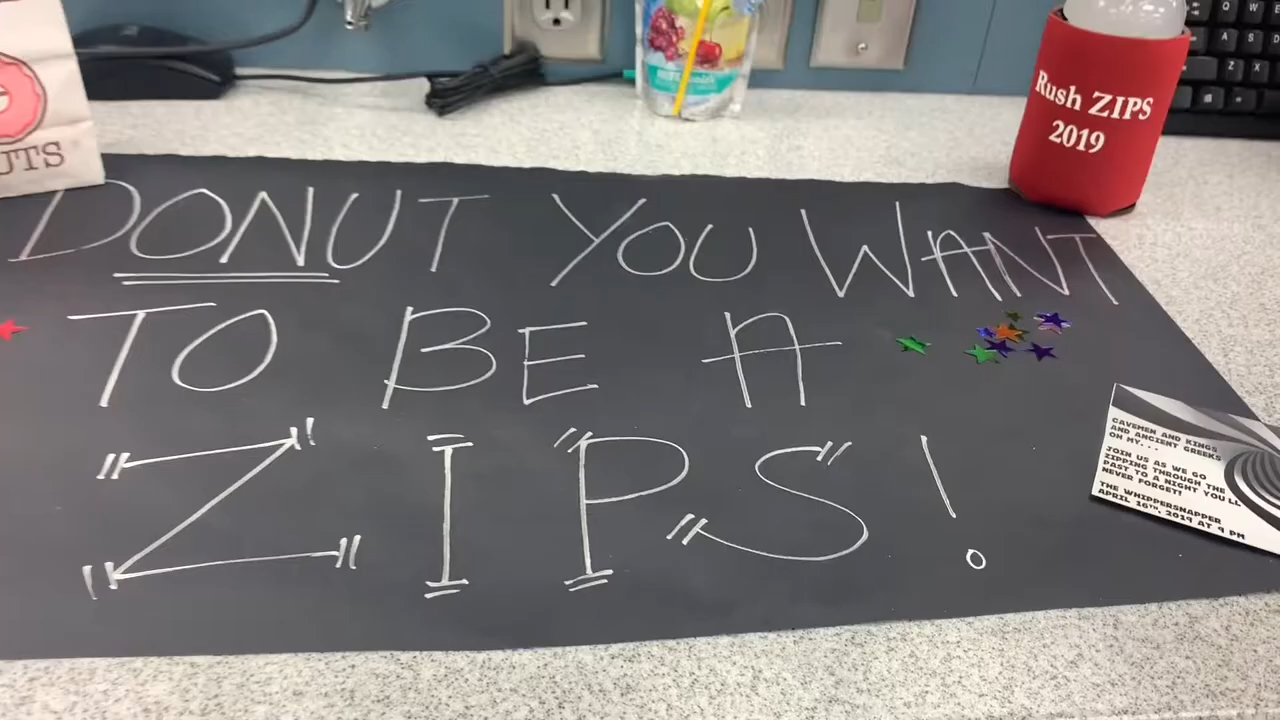 UTS
Rush ZIPS
2019
DONUT YOU WANT
TO BE A
ZIPS!
CAVEMEN AND KINGS
AND ANCIENT GREEKS
OH MY...
JOIN US AS WE GO
ZIPPING THROUGH THE
PAST TO A NIGHT YOU'LL
NEVER FORGET!
THE WHIPPERSNAPPER
APRIL 16TH, 2019 AT 9 PM